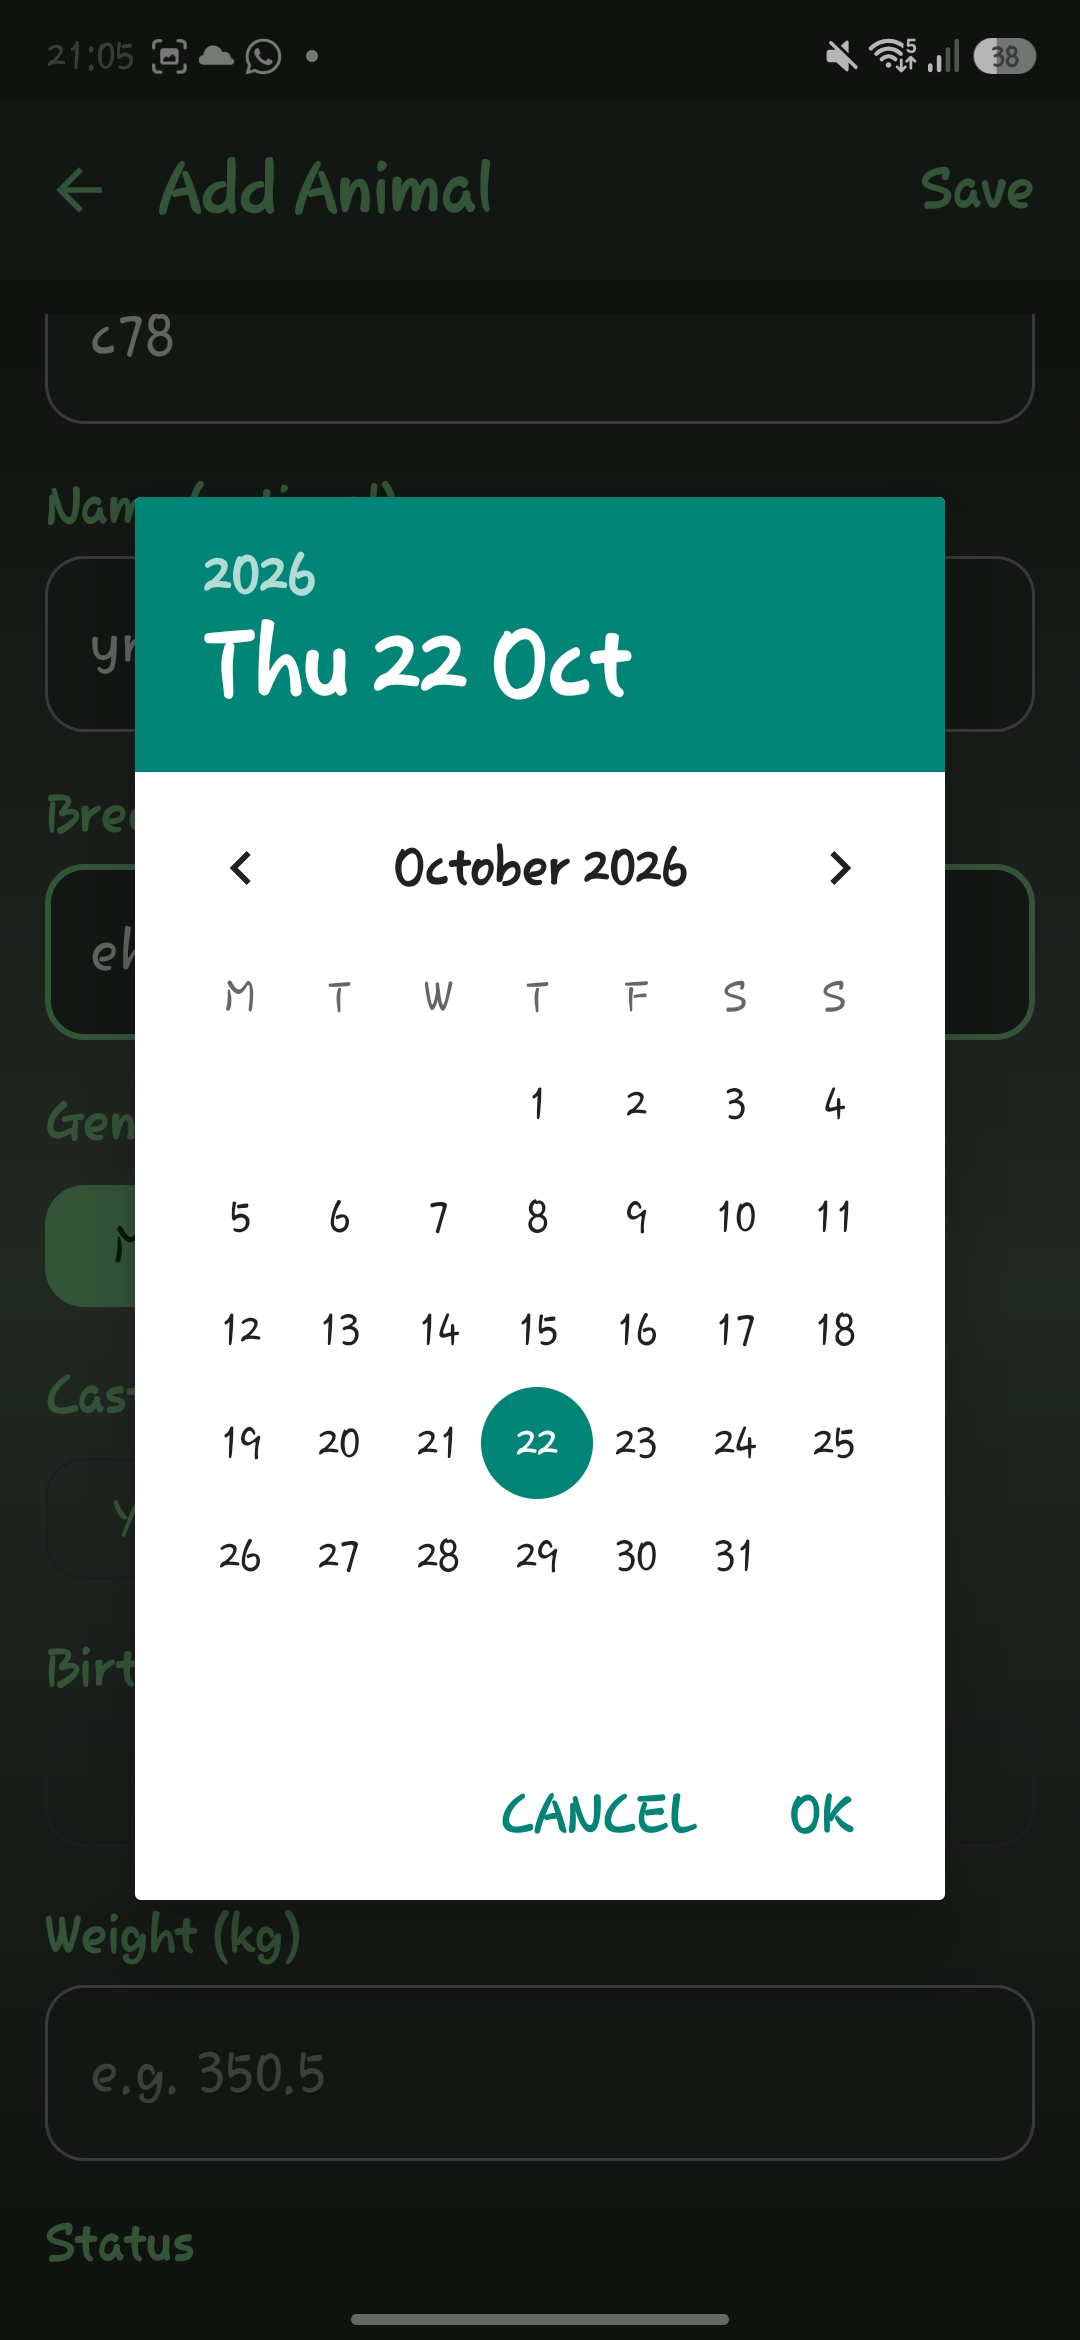 21:05
5
38
Add Animal
Save
c78
2026
Thu 22 Oct
October 2026
M T W T F S S
1 2 3 4
5 6 7 8 9 10 11
12 13 14 15 16 17 18
19 20 21 22 23 24 25
26 27 28 29 30 31
CANCEL OK
Weight (kg)
e.g. 350.5
Status